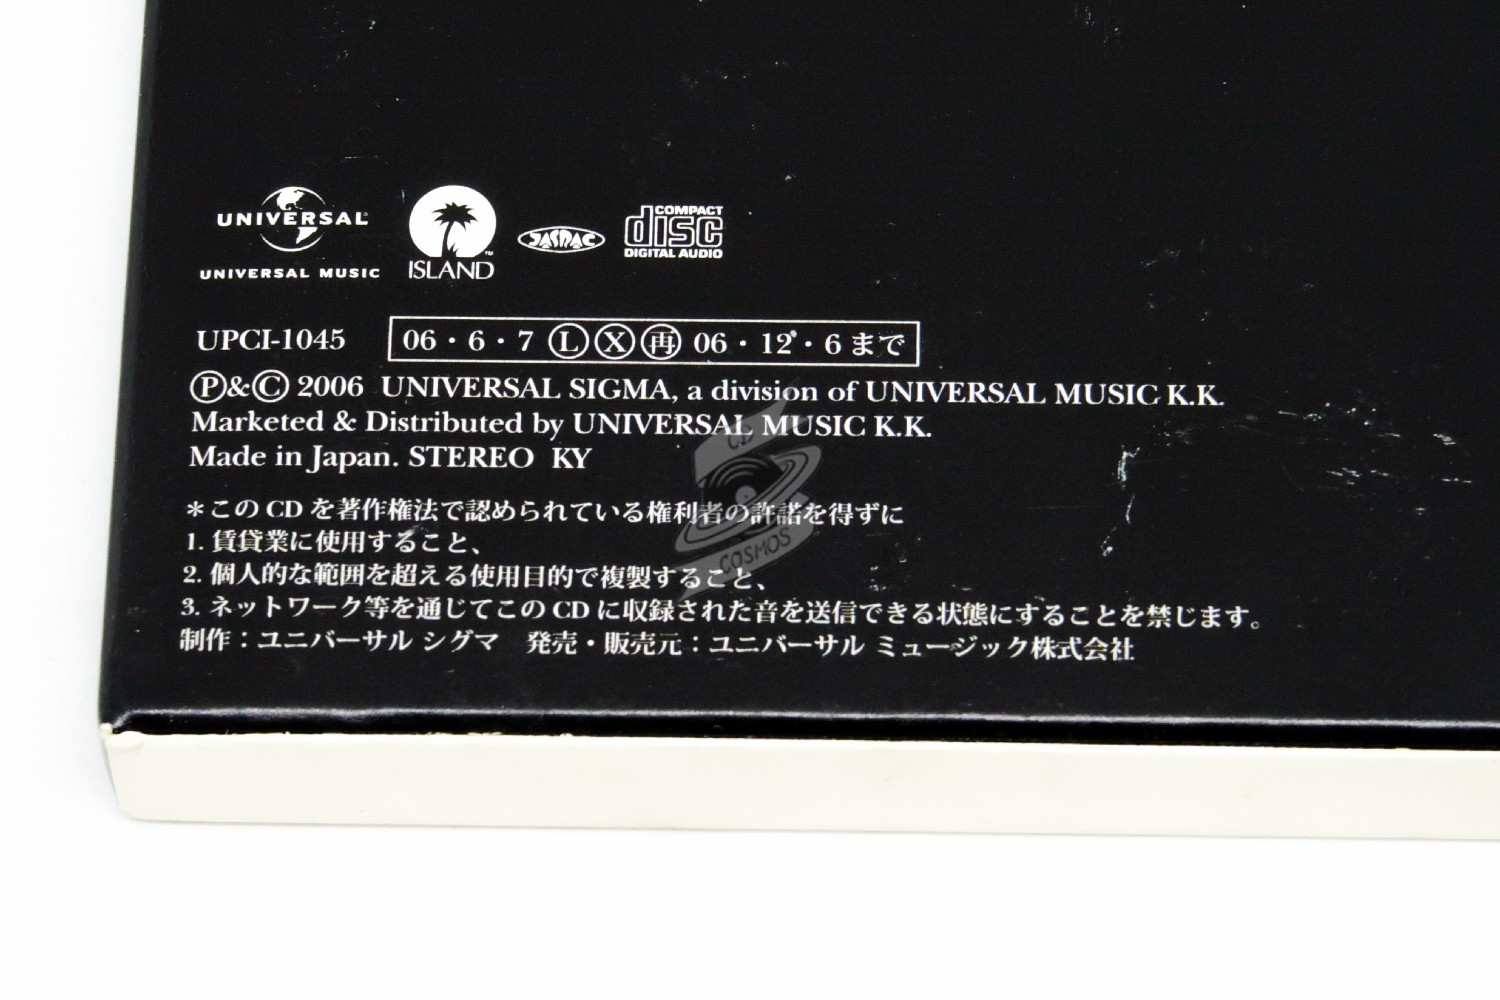 UNIVERSAL
UNIVERSAL MUSIC
ISLAND™
JASRAC
COMPACT
disc
DIGITAL AUDIO
UPCI-1045 06・6・7 Ⓛ Ⓧ 再 06・12・6まで
Ⓟ&Ⓒ 2006 UNIVERSAL SIGMA, a division of UNIVERSAL MUSIC K.K.
Marketed & Distributed by UNIVERSAL MUSIC K.K.
Made in Japan. STEREO KY
CD
COSMOS
＊このCDを著作権法で認められている権利者の許諾を得ずに
1. 賃貸業に使用すること、
2. 個人的な範囲を超える使用目的で複製すること、
3. ネットワーク等を通じてこのCDに収録された音を送信できる状態にすることを禁じます。
制作：ユニバーサル シグマ 発売・販売元：ユニバーサル ミュージック株式会社